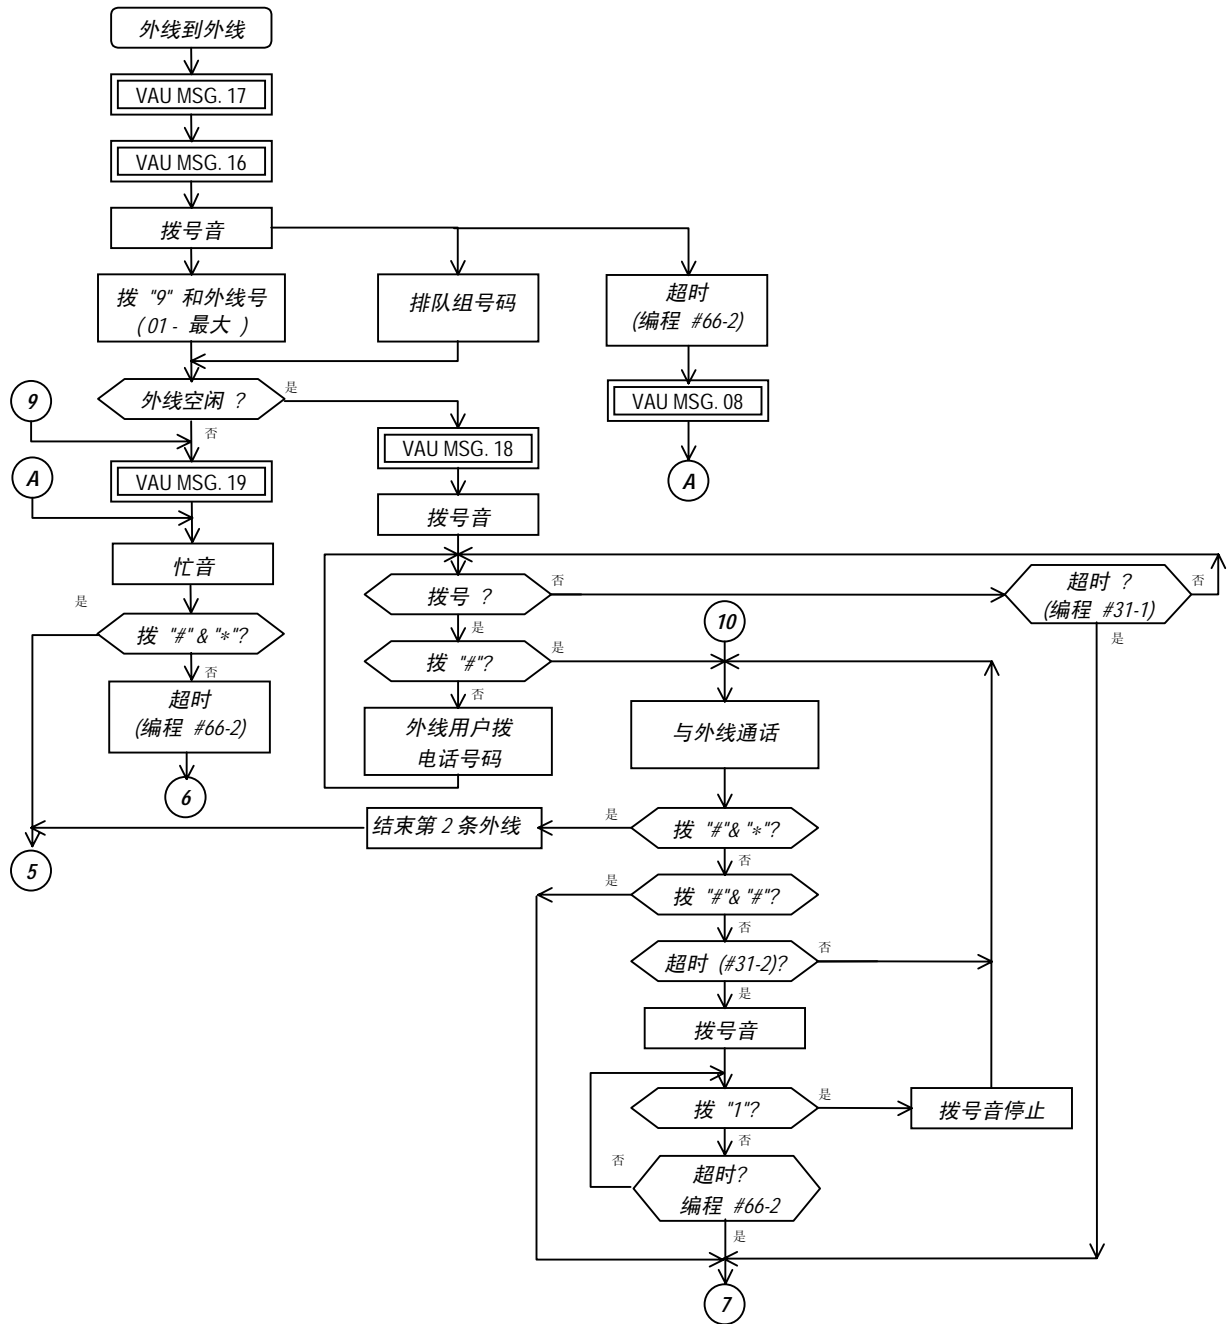 外线到外线
VAU MSG. 17
VAU MSG. 16
拨号音
拨 "9" 和外线号
(01 - 最大 )
排队组号码
超时
(编程 #66-2)
外线空闲 ?
是
9
否
VAU MSG. 08
VAU MSG. 18
A
VAU MSG. 19
A
拨号音
忙音
拨号 ?
否
超时 ?
(编程 #31-1)
否
是
是
拨 "#" & "*"?
是
10
拨 "#"?
是
否
否
超时
(编程 #66-2)
外线用户拨
电话号码
与外线通话
6
结束第 2 条外线
是
拨 "#"& "*"?
5
否
是
拨 "#"& "#"?
否
超时 (#31-2)?
否
是
拨号音
拨 "1"?
是
拨号音停止
否
否
超时?
编程 #66-2
是
7